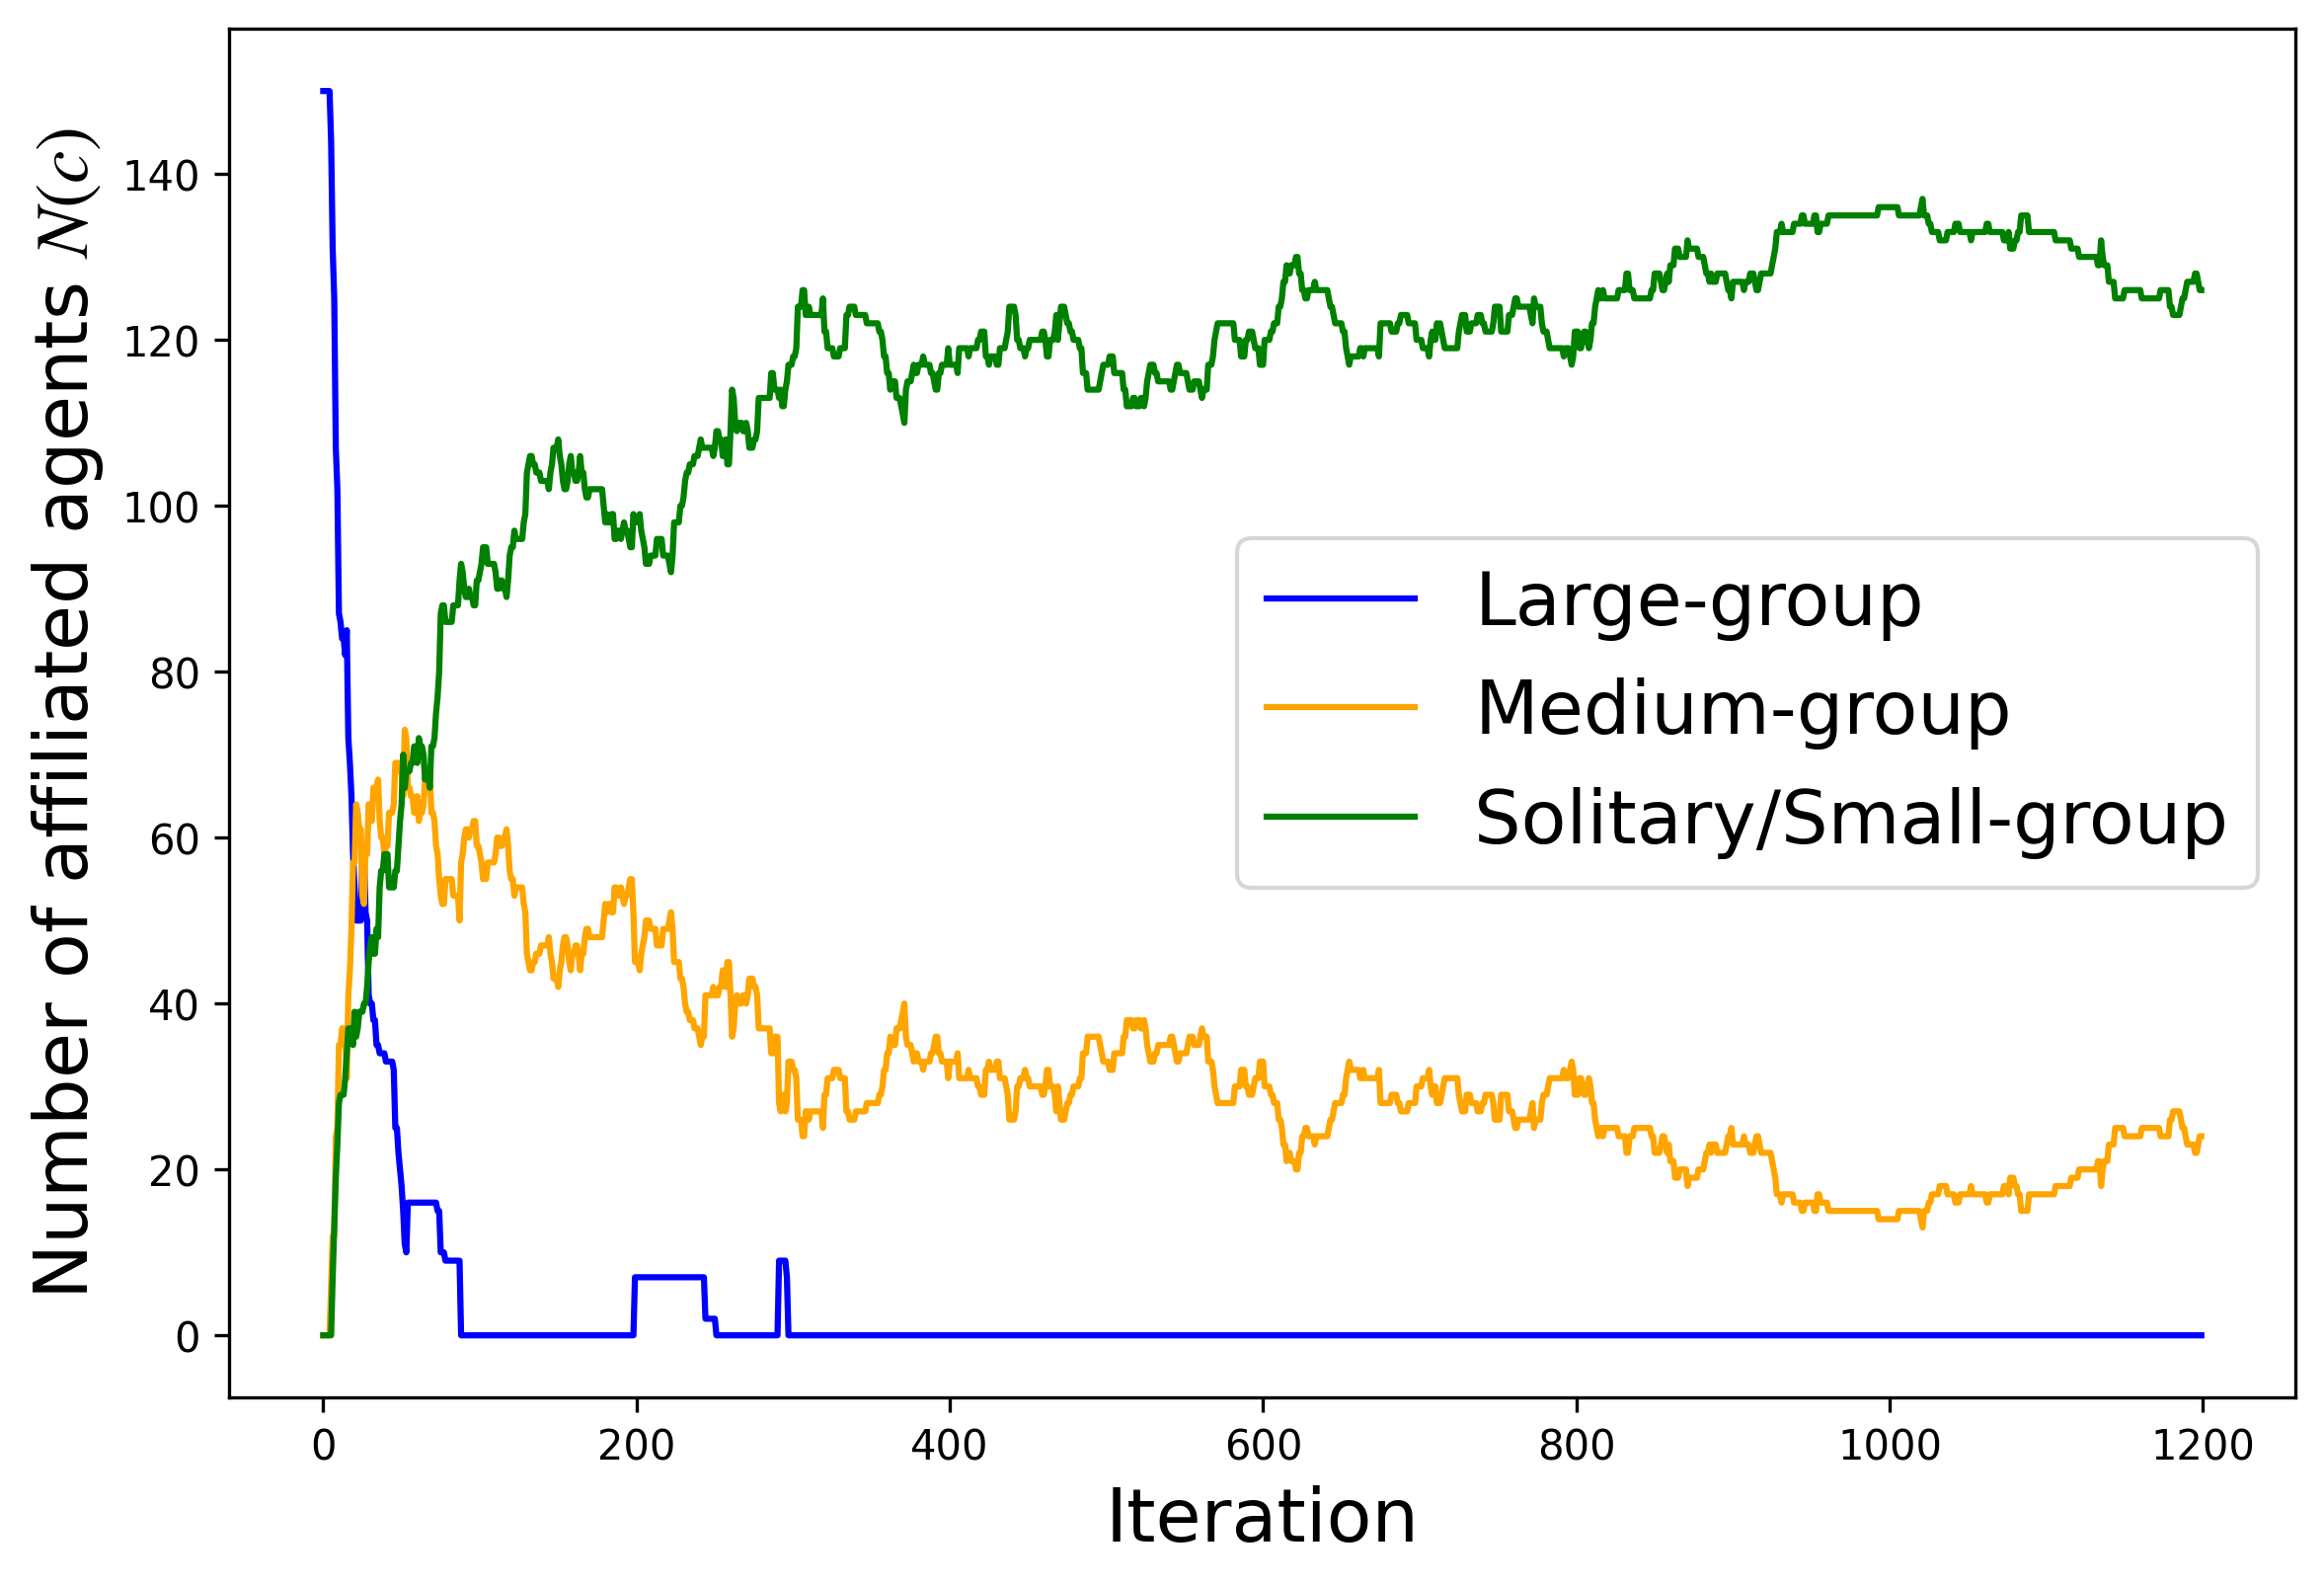 Number of affiliated agents N(c)
140
120
100
80
60
40
20
0
Large-group
Medium-group
Solitary/Small-group
0 200 400 600 800 1000 1200
Iteration